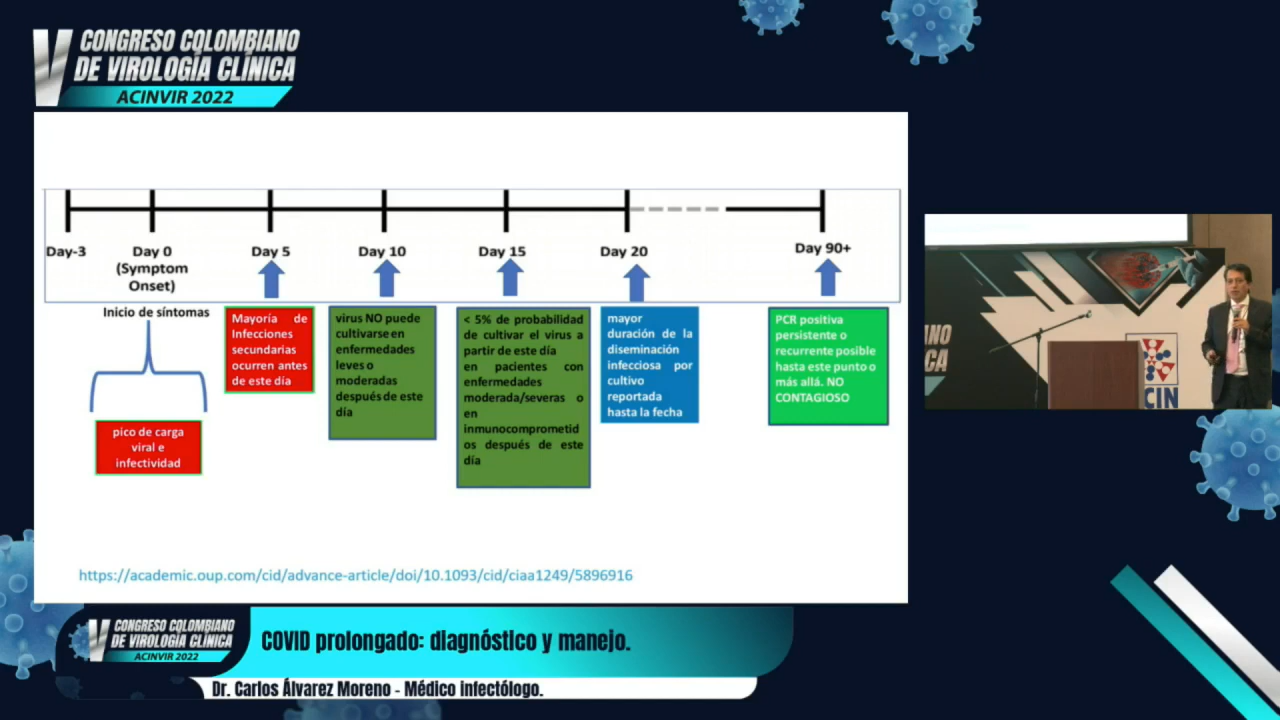 V CONGRESO COLOMBIANO
DE VIROLOGÍA CLÍNICA
ACINVIR 2022
Day-3
Day 0
(Symptom
Onset)
Day 5
Day 10
Day 15
Day 20
Day 90+
Inicio de síntomas
pico de carga
viral e
infectividad
Mayoría de
Infecciones
secundarias
ocurren antes
de este día
virus NO puede
cultivarse en
enfermedades
leves o
moderadas
después de este
día
< 5% de probabilidad
de cultivar el virus a
partir de este día
en pacientes con
enfermedades
moderada/severas o
en
inmunocomprometid
os después de este
día
mayor
duración de la
diseminación
infecciosa por
cultivo
reportada
hasta la fecha
PCR positiva
persistente o
recurrente posible
hasta este punto o
más allá. NO
CONTAGIOSO
https://academic.oup.com/cid/advance-article/doi/10.1093/cid/ciaa1249/5896916
CIN
V CONGRESO COLOMBIANO
DE VIROLOGÍA CLÍNICA
ACINVIR 2022
COVID prolongado: diagnóstico y manejo.
Dr. Carlos Álvarez Moreno - Médico infectólogo.